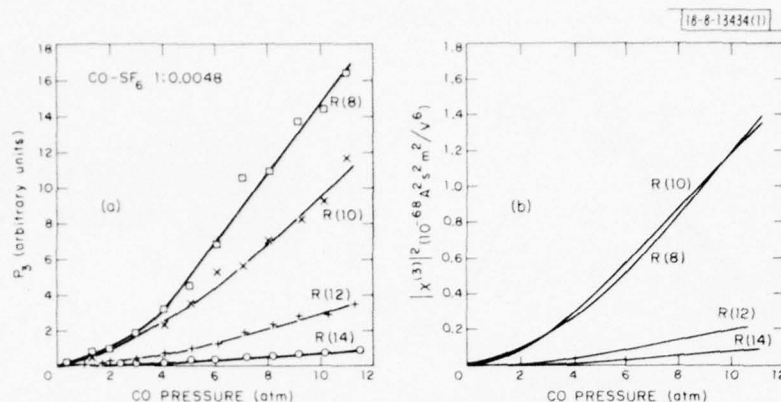 18-8-13434(1)
CO-SF6 1:0.0048
(a)
R(8)
R(10)
R(12)
R(14)
P3 (arbitrary units)
16
14
12
10
8
6
4
2
0
0 2 4 6 8 10 12
CO PRESSURE (atm)
(b)
R(10)
R(8)
R(12)
R(14)
|χ(3)|2 (10-68 A2s2m2/V6)
1.8
1.6
1.4
1.2
1.0
0.8
0.6
0.4
0.2
0
0 2 4 6 8 10 12
CO PRESSURE (atm)